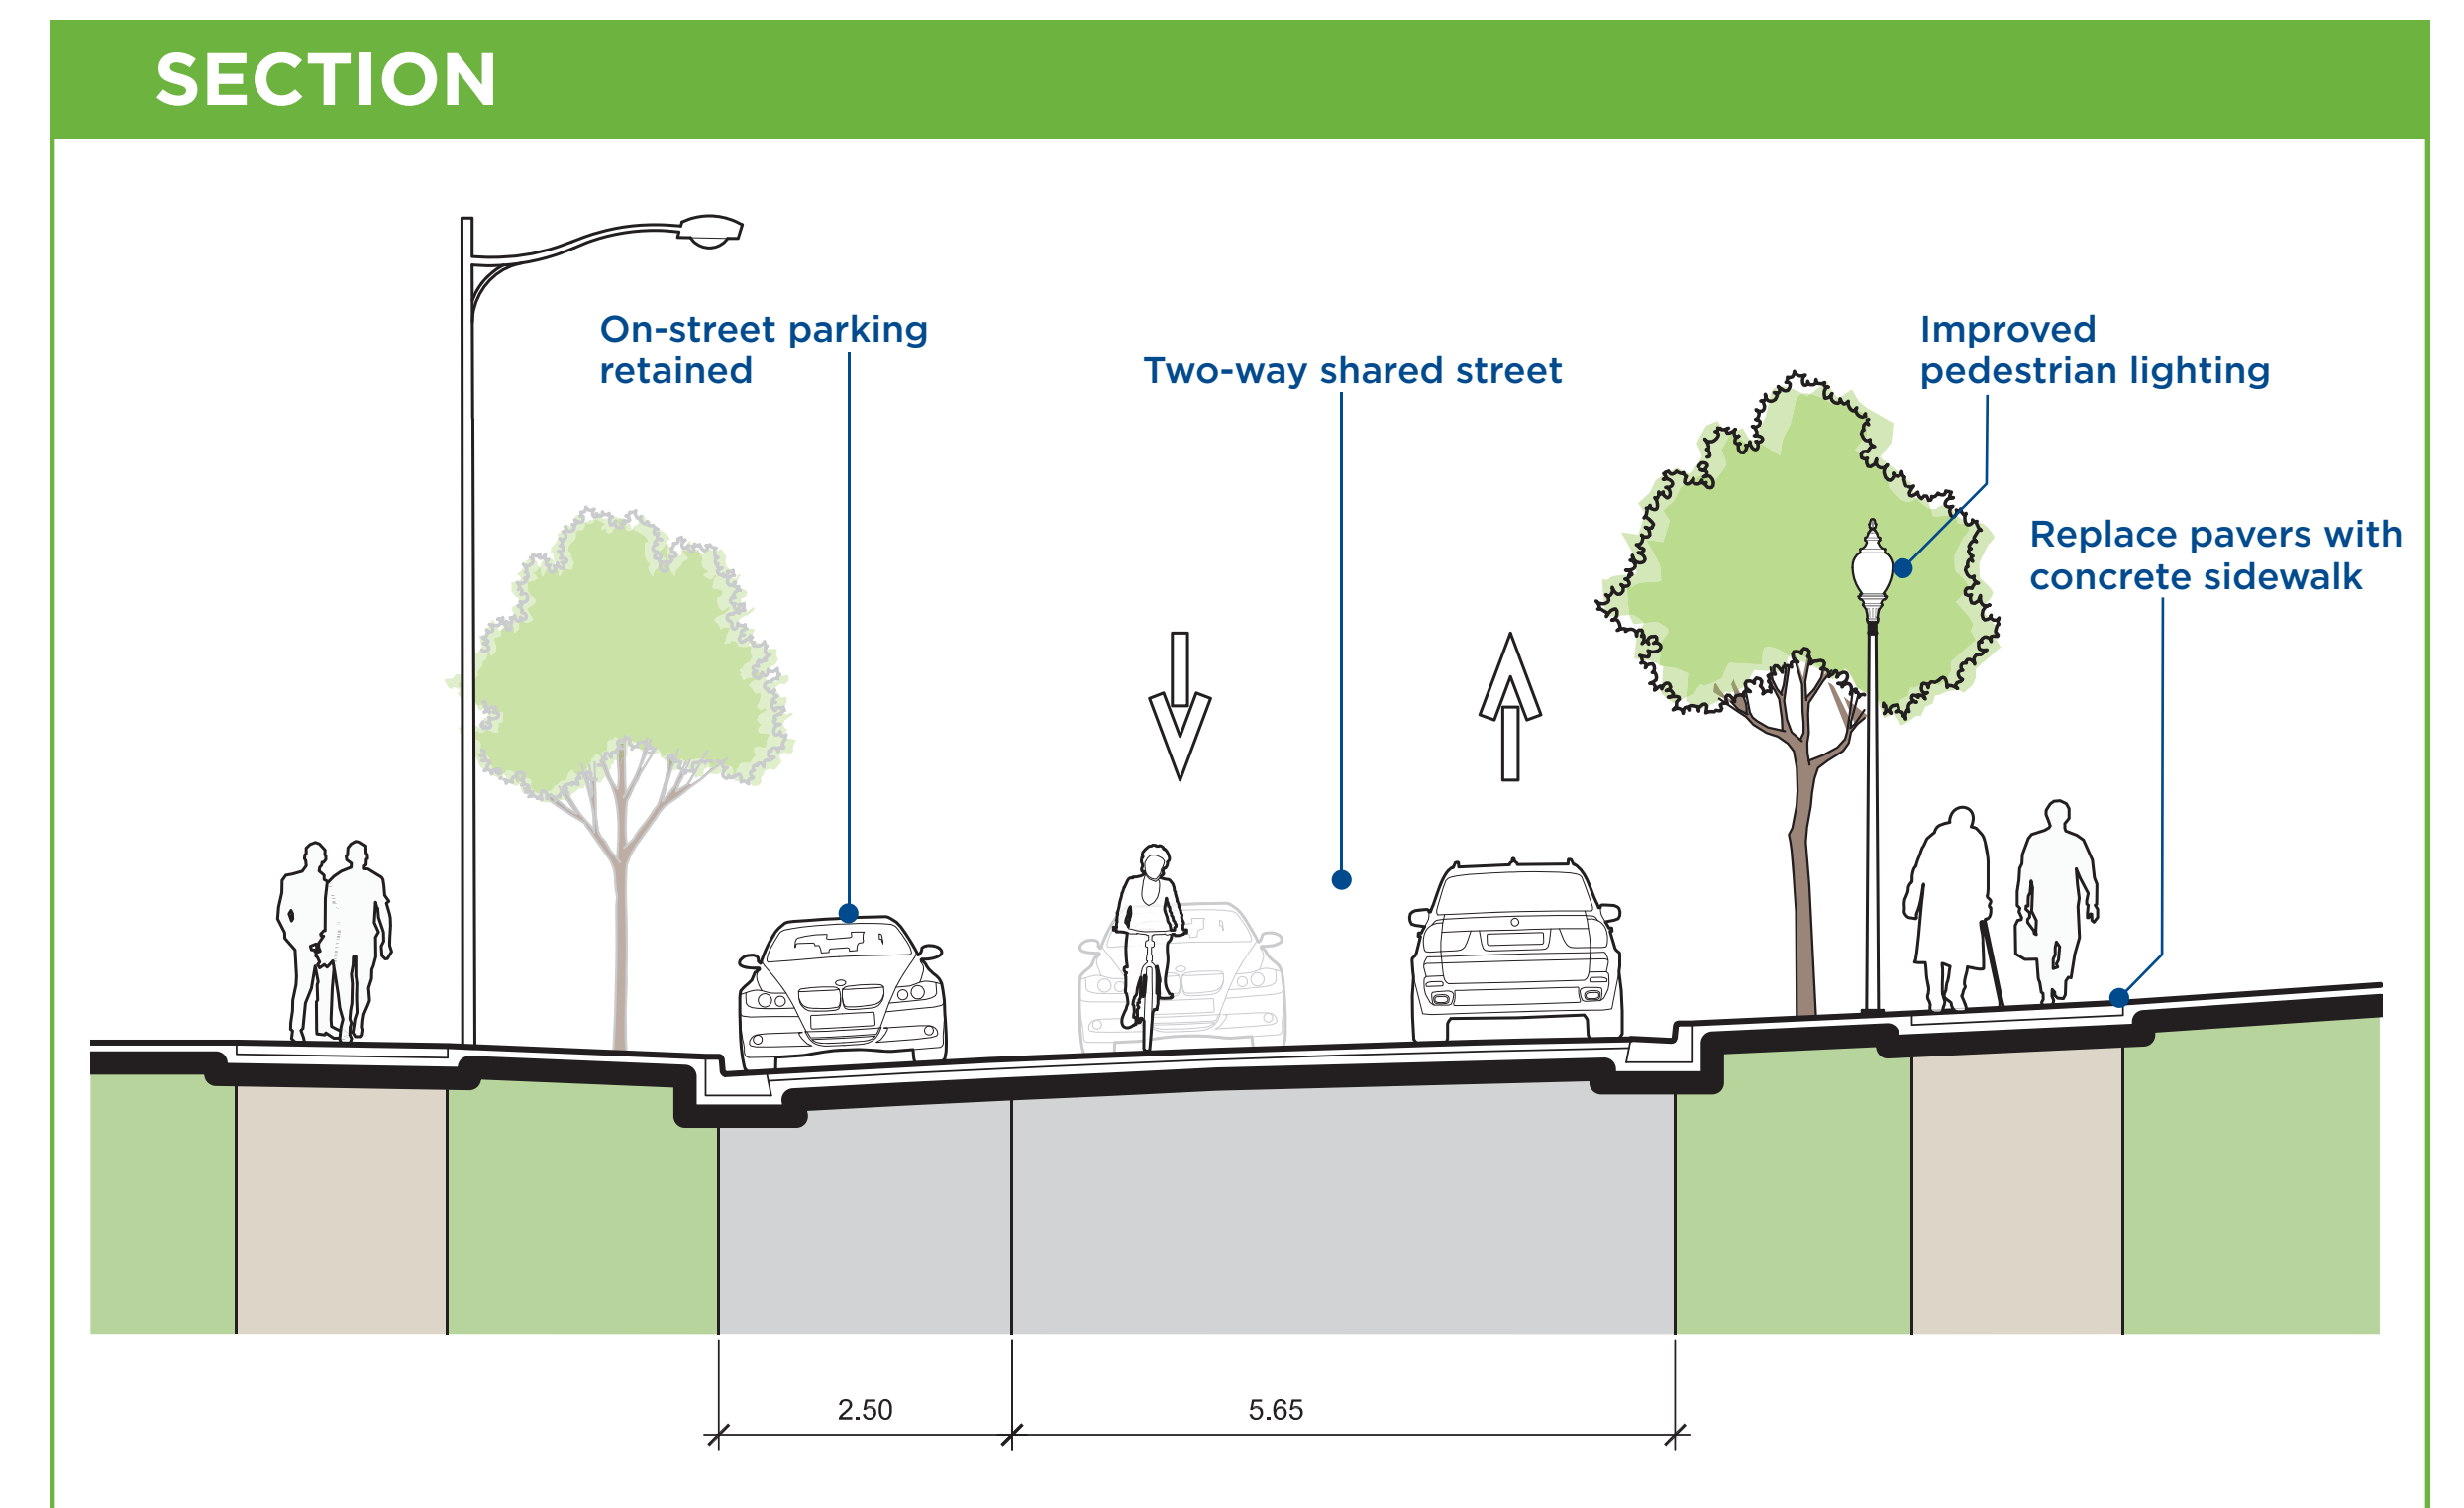 SECTION
On-street parking
retained
Two-way shared street
Improved
pedestrian lighting
Replace pavers with
concrete sidewalk
2.50
5.65